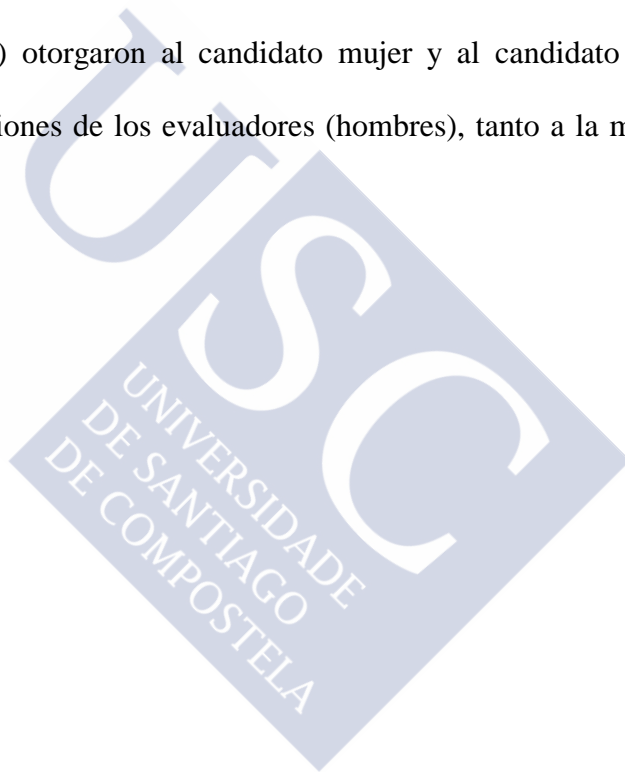 ) otorgaron al candidato mujer y al candidato
iones de los evaluadores (hombres), tanto a la m
USC
UNIVERSIDADE
DE SANTIAGO
DE COMPOSTELA